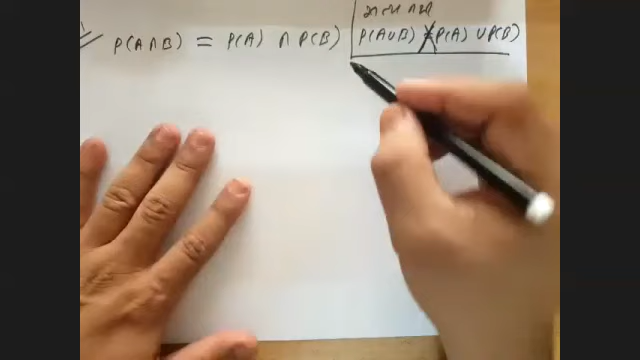 P(A∩B) = P(A) ∩ P(B)
P(A∪B) ≠ P(A) ∪ P(B)